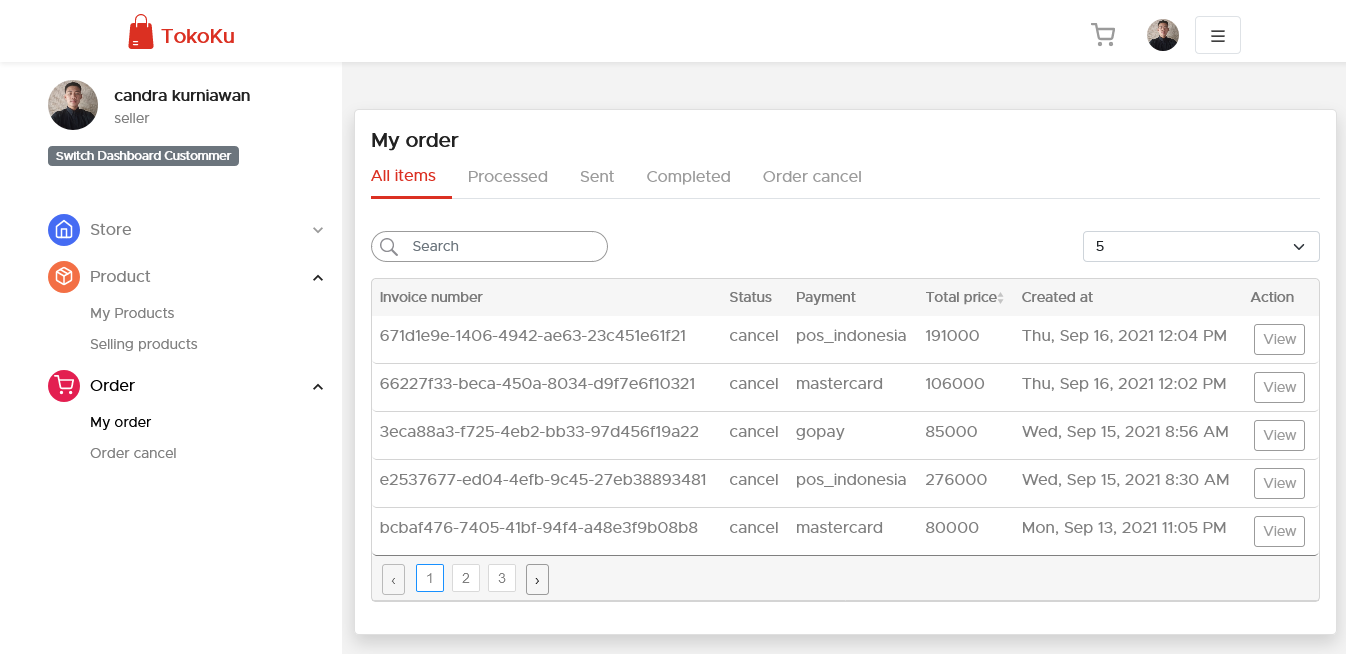 TokoKu
candra kurniawan
seller
Switch Dashboard Custommer
Store
Product
My Products
Selling products
Order
My order
Order cancel
My order
All items Processed Sent Completed Order cancel
Search 5
Invoice number Status Payment Total price Created at Action
671d1e9e-1406-4942-ae63-23c451e61f21 cancel pos_indonesia 191000 Thu, Sep 16, 2021 12:04 PM View
66227f33-beca-450a-8034-d9f7e6f10321 cancel mastercard 106000 Thu, Sep 16, 2021 12:02 PM View
3eca88a3-f725-4eb2-bb33-97d456f19a22 cancel gopay 85000 Wed, Sep 15, 2021 8:56 AM View
e2537677-ed04-4efb-9c45-27eb38893481 cancel pos_indonesia 276000 Wed, Sep 15, 2021 8:30 AM View
bcbaf476-7405-41bf-94f4-a48e3f9b08b8 cancel mastercard 80000 Mon, Sep 13, 2021 11:05 PM View
‹ 1 2 3 ›